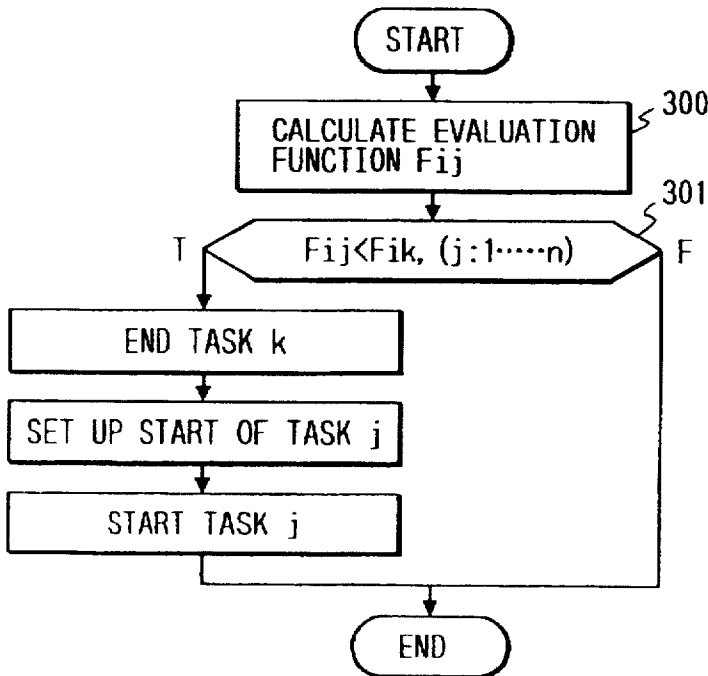 START
CALCULATE EVALUATION
FUNCTION Fij
300
301
T
Fij<Fik, (j:1·····n)
F
END TASK k
SET UP START OF TASK j
START TASK j
END